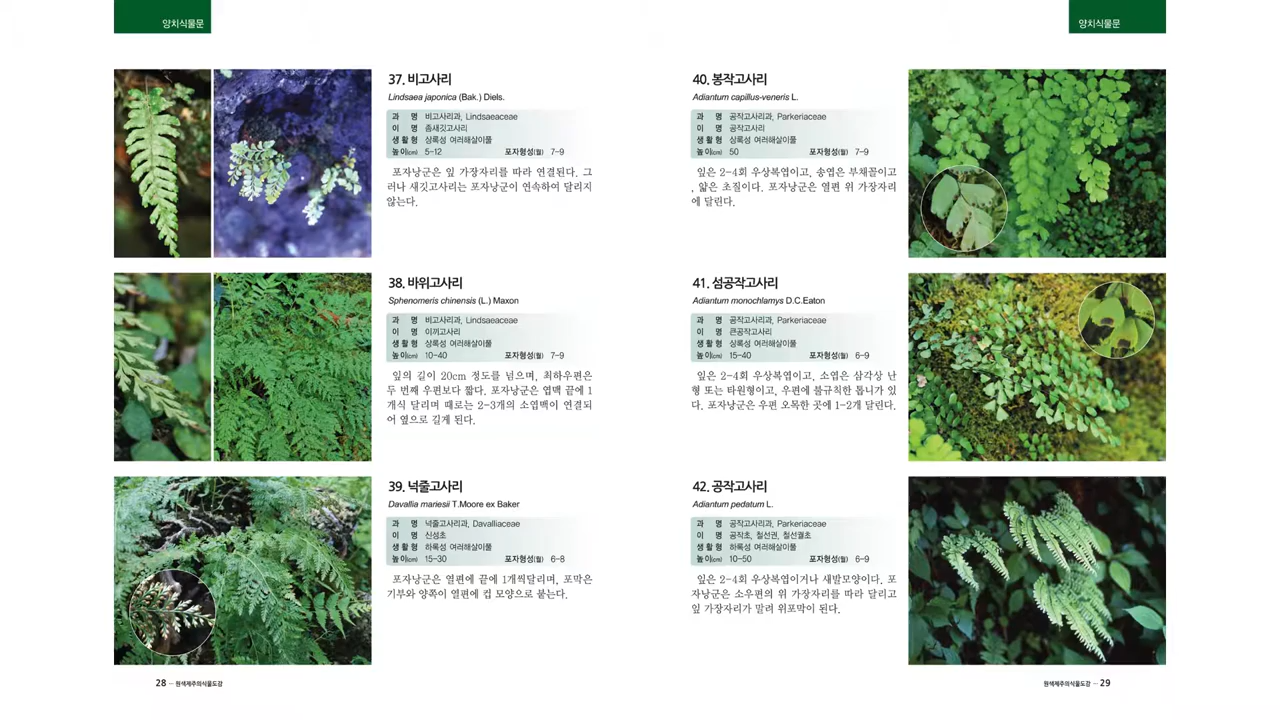 양치식물문
37. 비고사리
Lindsaea japonica (Bak.) Diels.
과 명 비고사리과, Lindsaeaceae
이 명 좀새깃고사리
생 활 형 상록성 여러해살이풀
높 이(cm) 5-12 포자형성(월) 7-9
포자낭군은 잎 가장자리를 따라 연결된다. 그
러나 새깃고사리는 포자낭군이 연속하여 달리지
않는다.
38. 바위고사리
Sphenomeris chinensis (L.) Maxon
과 명 비고사리과, Lindsaeaceae
이 명 이끼고사리
생 활 형 상록성 여러해살이풀
높 이(cm) 10-40 포자형성(월) 7-9
잎의 길이 20cm 정도를 넘으며, 최하우편은
두 번째 우편보다 짧다. 포자낭군은 엽맥 끝에 1
개식 달리며 때로는 2-3개의 소엽맥이 연결되
어 옆으로 길게 된다.
39. 넉줄고사리
Davallia mariesii T.Moore ex Baker
과 명 넉줄고사리과, Davalliaceae
이 명 신성초
생 활 형 하록성 여러해살이풀
높 이(cm) 15-30 포자형성(월) 6-8
포자낭군은 열편에 끝에 1개씩달리며, 포막은
기부와 양쪽이 열편에 컵 모양으로 붙는다.
28 - 원색제주의식물도감
양치식물문
40. 봉작고사리
Adiantum capillus-veneris L.
과 명 공작고사리과, Parkeriaceae
이 명 공작고사리
생 활 형 상록성 여러해살이풀
높 이(cm) 50 포자형성(월) 7-9
잎은 2-4회 우상복엽이고, 송엽은 부채꼴이고
, 얇은 초질이다. 포자낭군은 열편 위 가장자리
에 달린다.
41. 섬공작고사리
Adiantum monochlamys D.C.Eaton
과 명 공작고사리과, Parkeriaceae
이 명 큰공작고사리
생 활 형 상록성 여러해살이풀
높 이(cm) 15-40 포자형성(월) 6-9
잎은 2-4회 우상복엽이고, 소엽은 삼각상 난
형 또는 타원형이고, 우편에 불규칙한 톱니가 있
다. 포자낭군은 우편 오목한 곳에 1-2개 달린다.
42. 공작고사리
Adiantum pedatum L.
과 명 공작고사리과, Parkeriaceae
이 명 공작초, 철선권, 철선궐초
생 활 형 하록성 여러해살이풀
높 이(cm) 10-50 포자형성(월) 6-9
잎은 2-4회 우상복엽이거나 새발모양이다. 포
자낭군은 소우편의 위 가장자리를 따라 달리고
잎 가장자리가 말려 위포막이 된다.
원색제주의식물도감 - 29